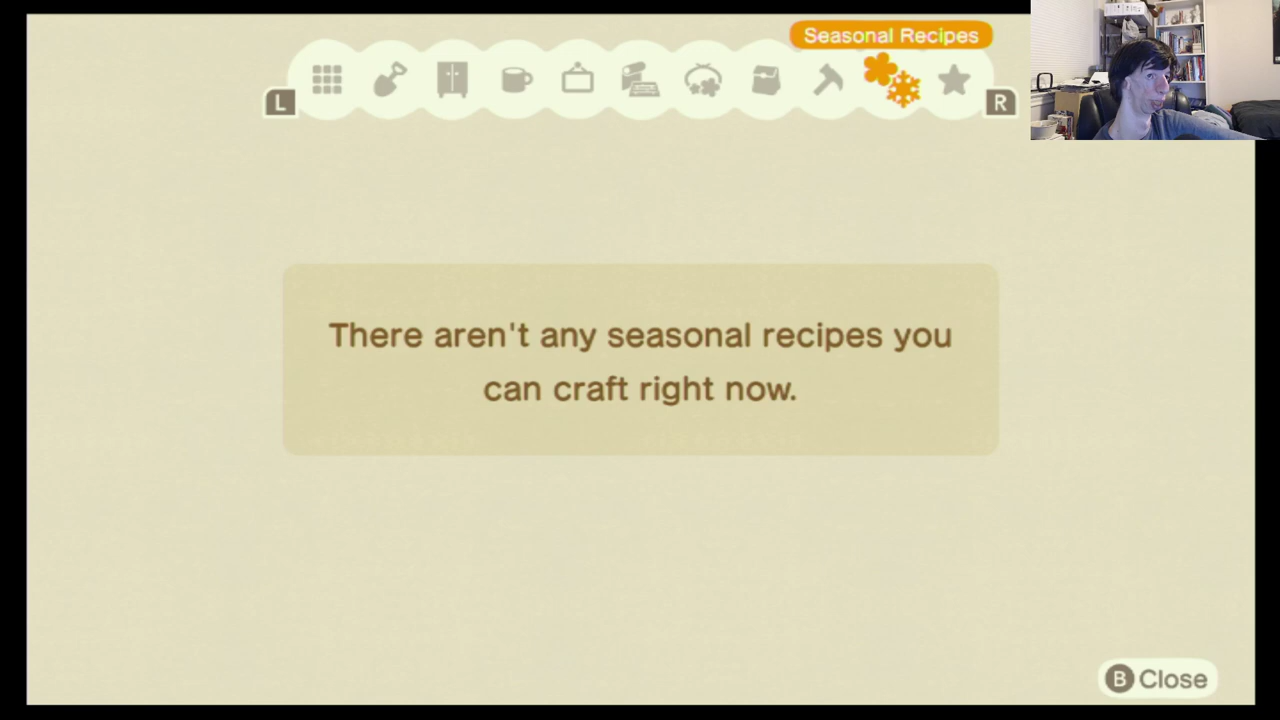 Seasonal Recipes
L
R
There aren't any seasonal recipes you
can craft right now.
B Close